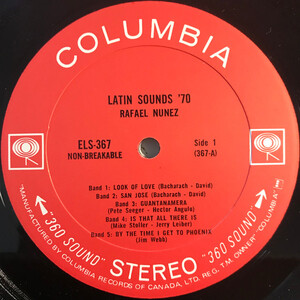 COLUMBIA
LATIN SOUNDS '70
RAFAEL NUNEZ
ELS-367
NON-BREAKABLE
Side 1
(367-A)
Band 1: LOOK OF LOVE (Bacharach - David)
Band 2: SAN JOSE (Bacharach - David)
Band 3: GUANTANAMERA
(Pete Seeger - Hector Angulo)
Band 4: IS THAT ALL THERE IS
(Mike Stoller - Jerry Leiber)
Band 5: BY THE TIME I GET TO PHOENIX
(Jim Webb)
"360 SOUND" STEREO "360 SOUND"
MANUFACTURED BY COLUMBIA RECORDS OF CANADA, LTD. REG. T.M. OWNER